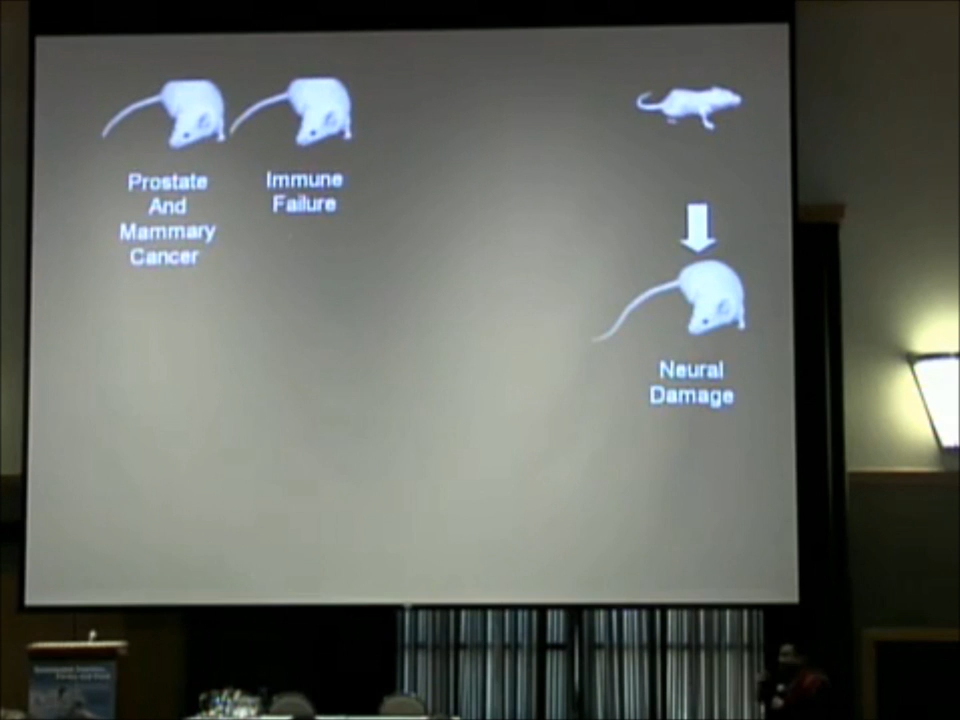 Prostate
And
Mammary
Cancer
Immune
Failure
Neural
Damage